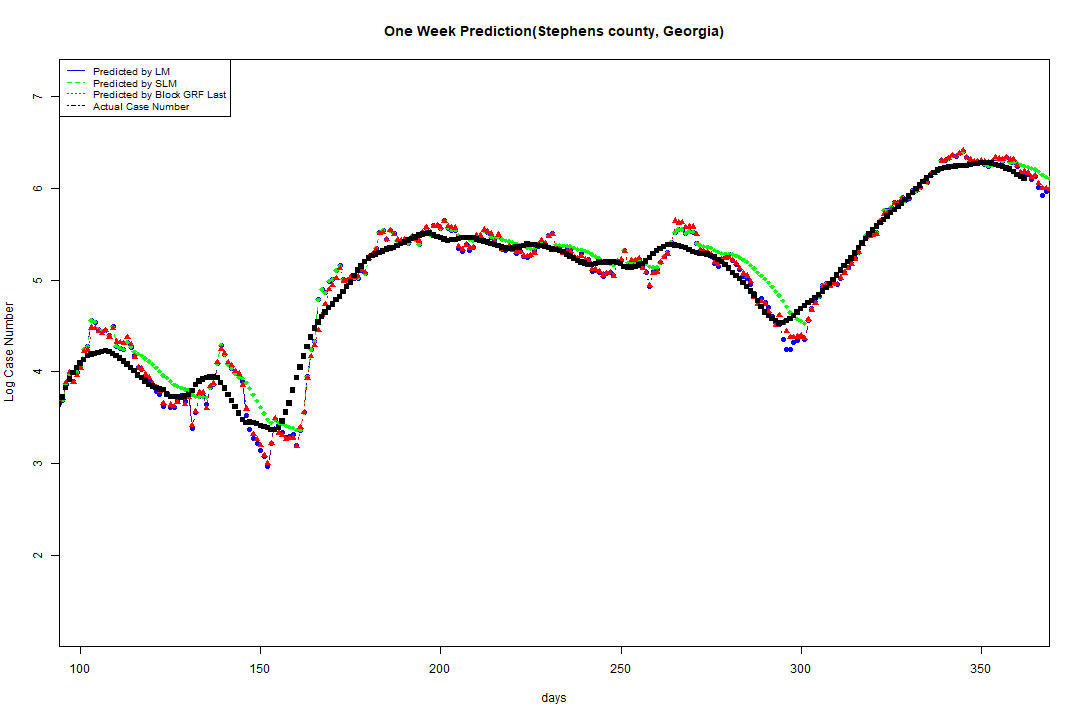 One Week Prediction(Stephens county, Georgia)
Predicted by LM
Predicted by SLM
Predicted by Block GRF Last
Actual Case Number
7
6
5
4
3
2
Log Case Number
100 150 200 250 300 350
days